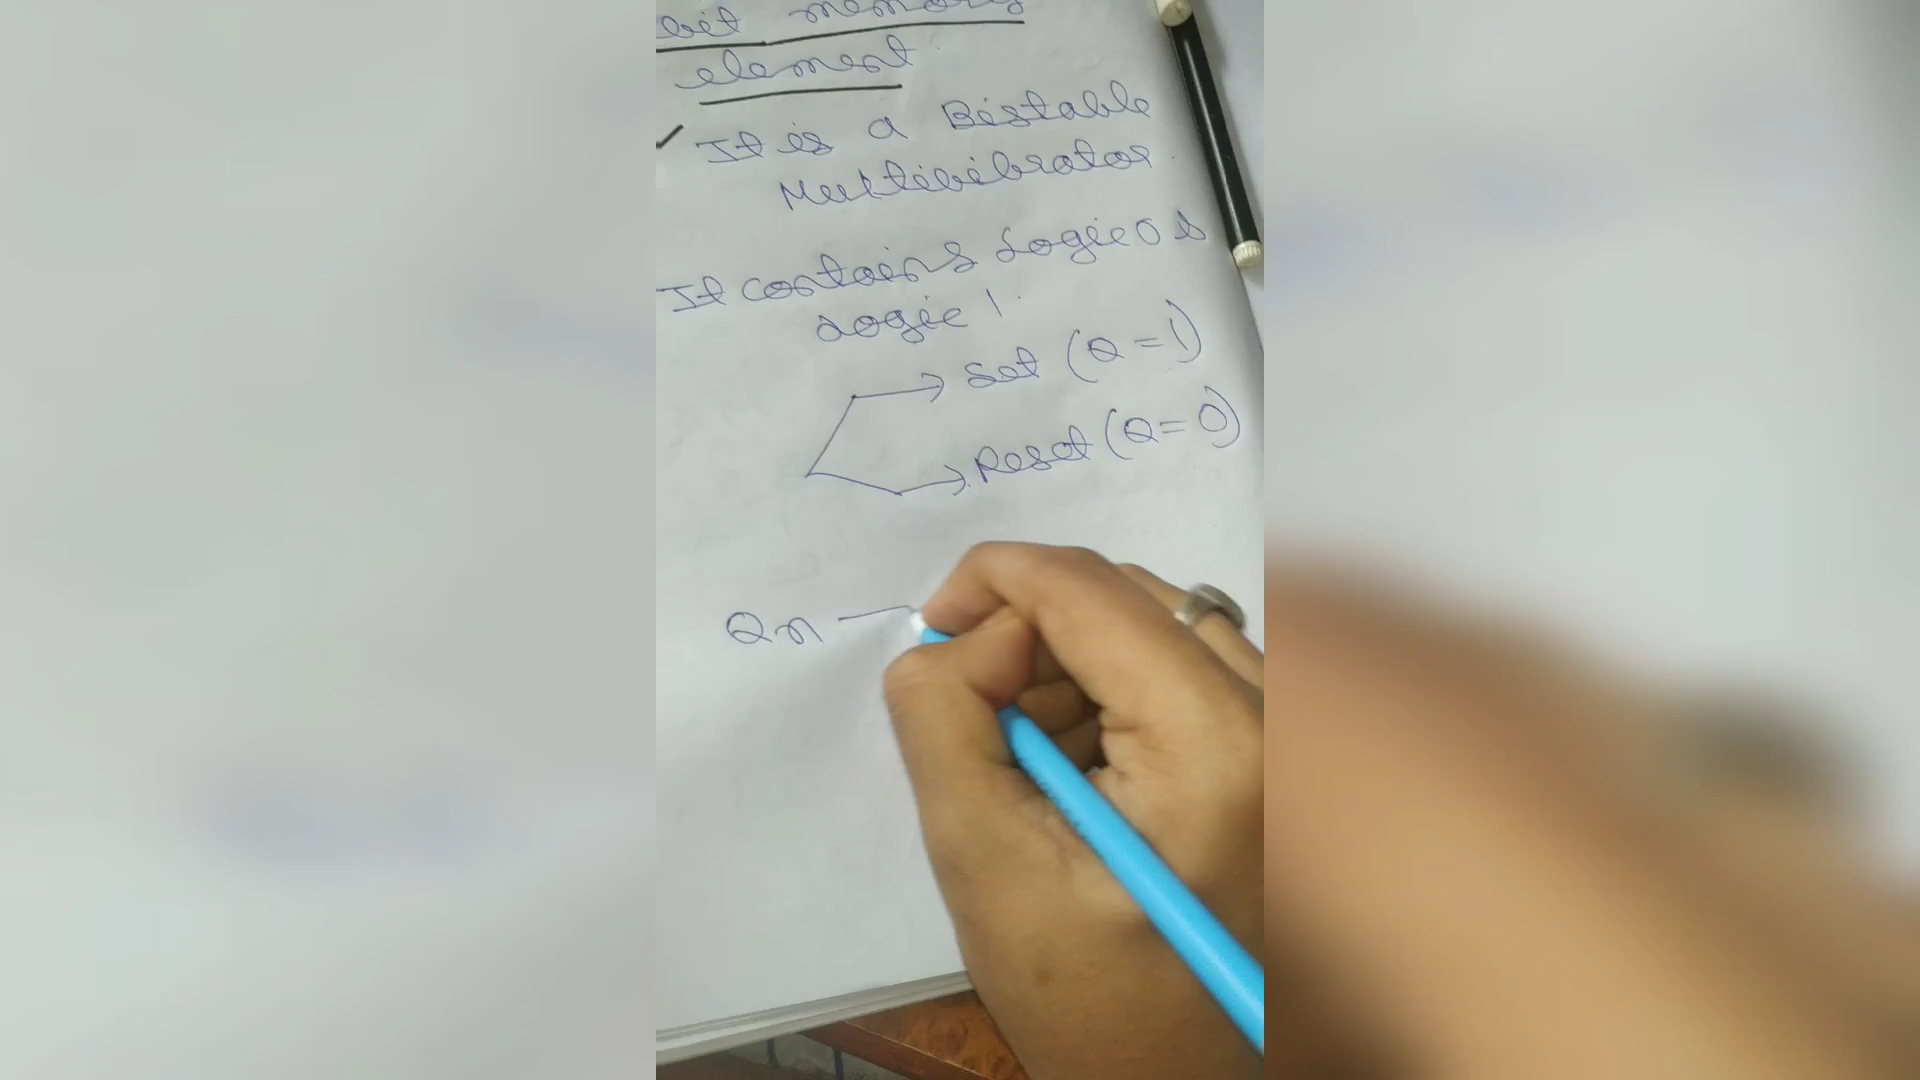 bit memory
element
✓ It is a Bistable
Multivibrator.
It contains Logic 0 &
Logic 1.
→ Set (Q = 1)
→ Reset (Q = 0)
Qn —